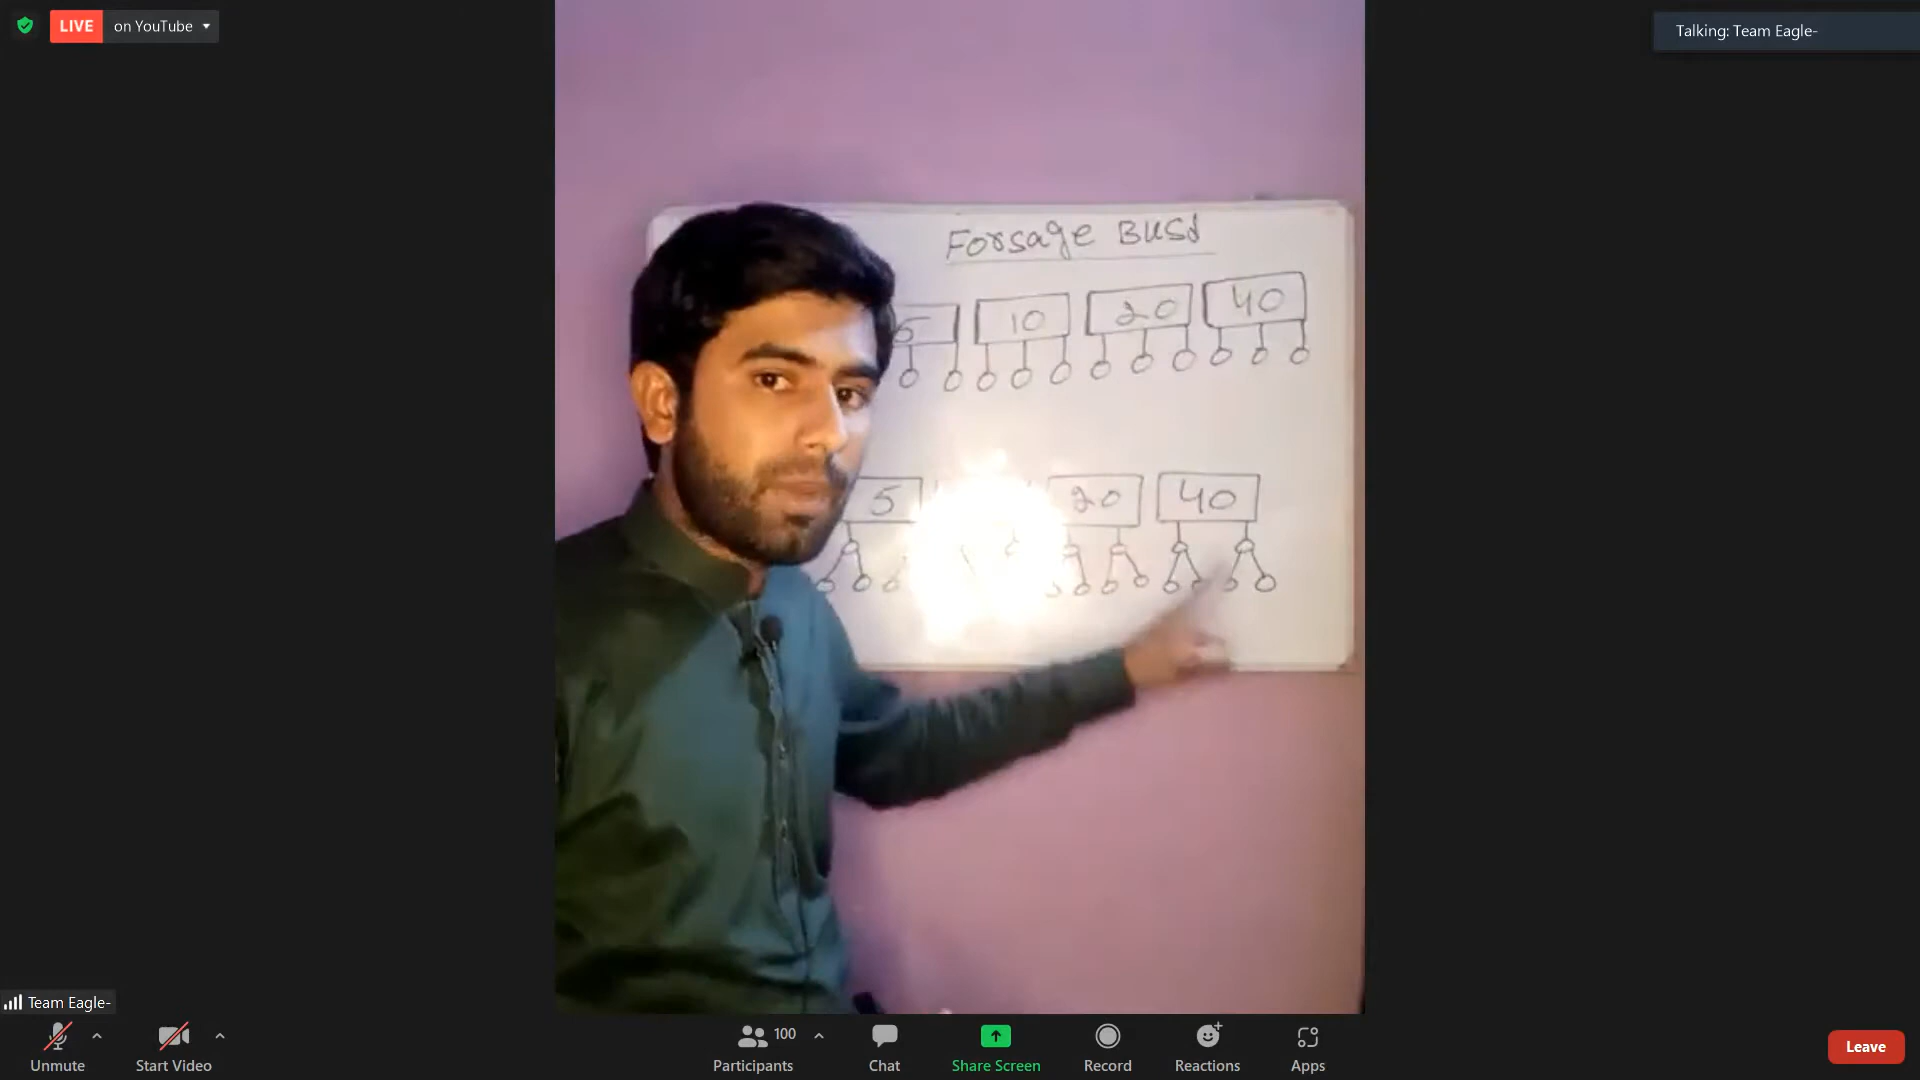 LIVE on YouTube
Talking: Team Eagle-
Forsage BUSd
5 10 20 40
5 20 40
Team Eagle-
Unmute
Start Video
Participants 100
Chat
Share Screen
Record
Reactions
Apps
Leave